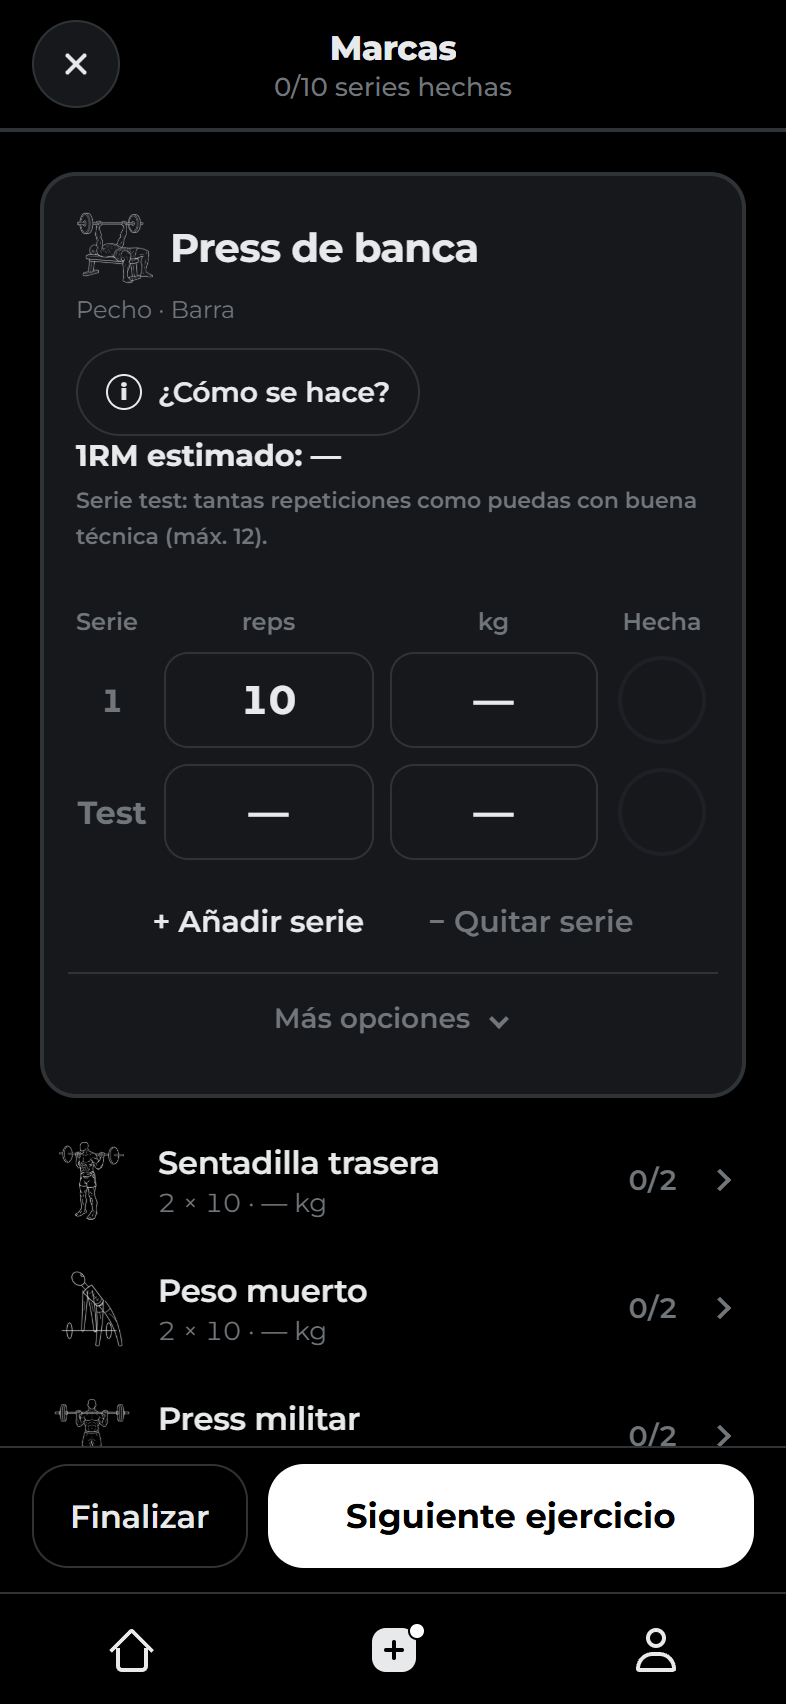 Marcas
0/10 series hechas
Press de banca
Pecho · Barra
¿Cómo se hace?
1RM estimado: —
Serie test: tantas repeticiones como puedas con buena
técnica (máx. 12).
Serie reps kg Hecha
1 10 —
Test — —
+ Añadir serie − Quitar serie
Más opciones
Sentadilla trasera
2 × 10 · — kg
0/2
Peso muerto
2 × 10 · — kg
0/2
Press militar
0/2
Finalizar
Siguiente ejercicio